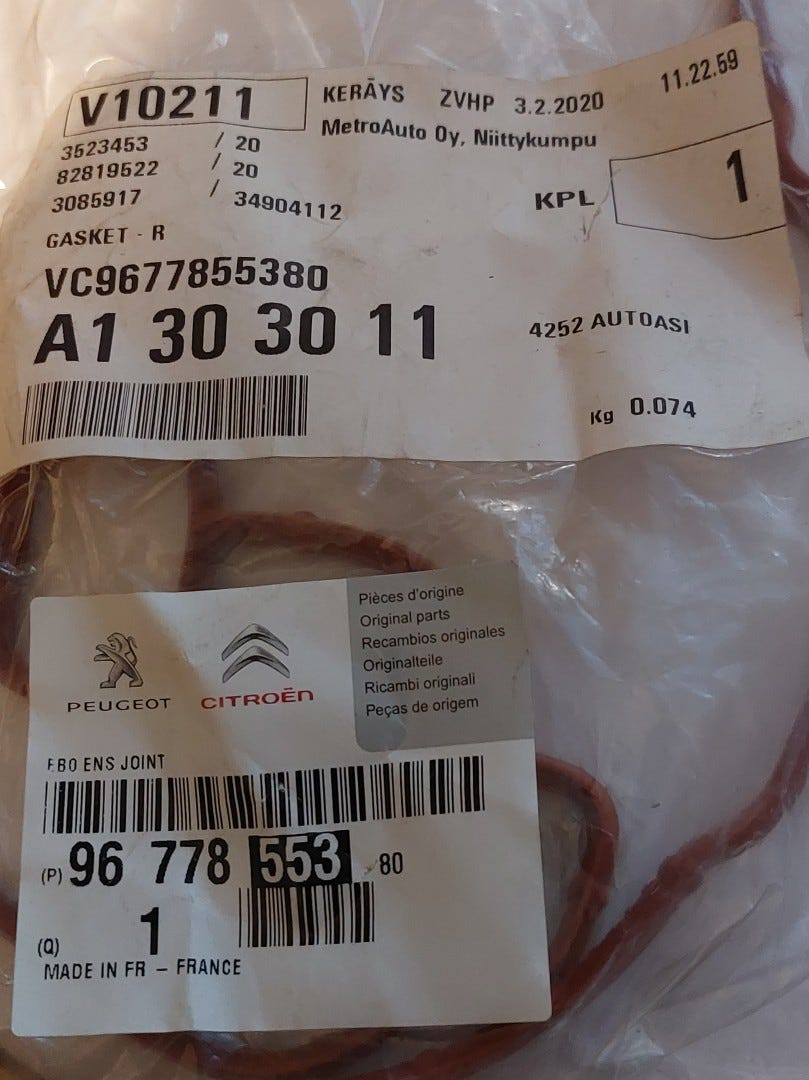 V10211
KERÄYS ZVHP 3.2.2020 11.22.59
MetroAuto Oy, Niittykumpu
3523453 / 20
82819522 / 20
3085917 / 34904112
KPL 1
GASKET - R
VC9677855380
A1 30 30 11
4252 AUTOASI
Kg 0.074
Pièces d'origine
Original parts
Recambios originales
Originalteile
Ricambi originali
Peças de origem
PEUGEOT
CITROËN
ENS JOINT
(P) 96 778 553 80
(Q) 1
MADE IN FR – FRANCE